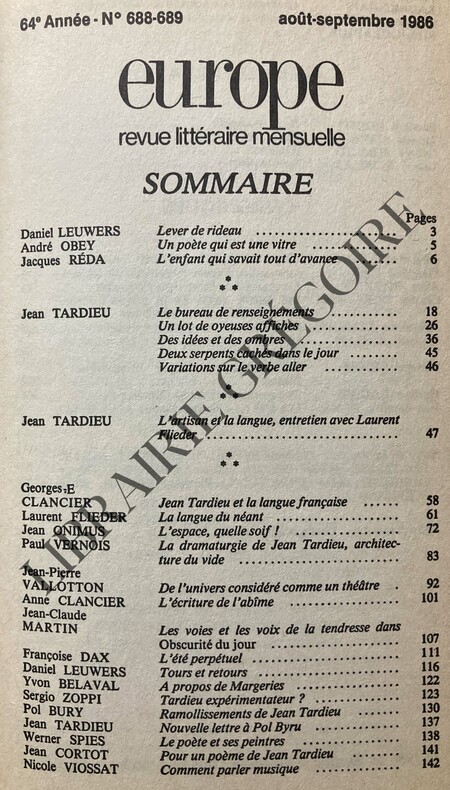 64e Année - N° 688-689 août-septembre 1986
europe
revue littéraire mensuelle
SOMMAIRE
Pages
Daniel LEUWERS Lever de rideau .................... 3
André OBEY Un poète qui est une vitre ............ 5
Jacques RÉDA L'enfant qui savait tout d'avance ...... 6
Jean TARDIEU Le bureau de renseignements ............ 18
Un lot de oyeuses affiches ............ 26
Des idées et des ombres ............ 36
Deux serpents cachés dans le jour ........ 45
Variations sur le verbe aller ............ 46
Jean TARDIEU L'artisan et la langue, entretien avec Laurent
Flieder ............................ 47
Georges-E
CLANCIER Jean Tardieu et la langue française ...... 58
Laurent FLIEDER La langue du néant .................. 61
Jean ONIMUS L'espace, quelle soif ! ................ 72
Paul VERNOIS La dramaturgie de Jean Tardieu, architec-
ture du vide ........................ 83
Jean-Pierre
VALLOTTON De l'univers considéré comme un théâtre . 92
Anne CLANCIER L'écriture de l'abîme ................ 101
Jean-Claude
MARTIN Les voies et les voix de la tendresse dans
Obscurité du jour .................... 107
Françoise DAX L'été perpétuel ...................... 111
Daniel LEUWERS Tours et retours .................... 116
Yvon BELAVAL A propos de Margeries ................ 122
Sergio ZOPPI Tardieu expérimentateur ? ............ 123
Pol BURY Ramollissements de Jean Tardieu ........ 130
Jean TARDIEU Nouvelle lettre à Pol Byru ............ 137
Werner SPIES Le poète et ses peintres .............. 138
Jean CORTOT Pour un poème de Jean Tardieu ........ 141
Nicole VIOSSAT Comment parler musique .............. 142
LIBRAIRIE GRÉGOIRE